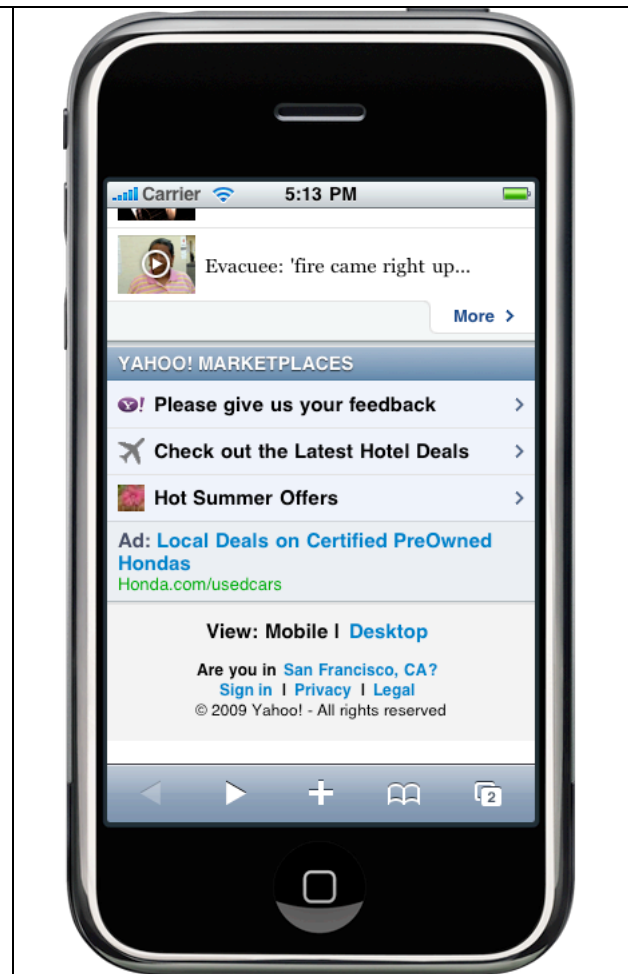 Carrier 5:13 PM
Evacuee: 'fire came right up...
More >
YAHOO! MARKETPLACES
Y! Please give us your feedback >
Check out the Latest Hotel Deals >
Hot Summer Offers >
Ad: Local Deals on Certified PreOwned
Hondas
Honda.com/usedcars
View: Mobile | Desktop
Are you in San Francisco, CA?
Sign in | Privacy | Legal
© 2009 Yahoo! - All rights reserved
2